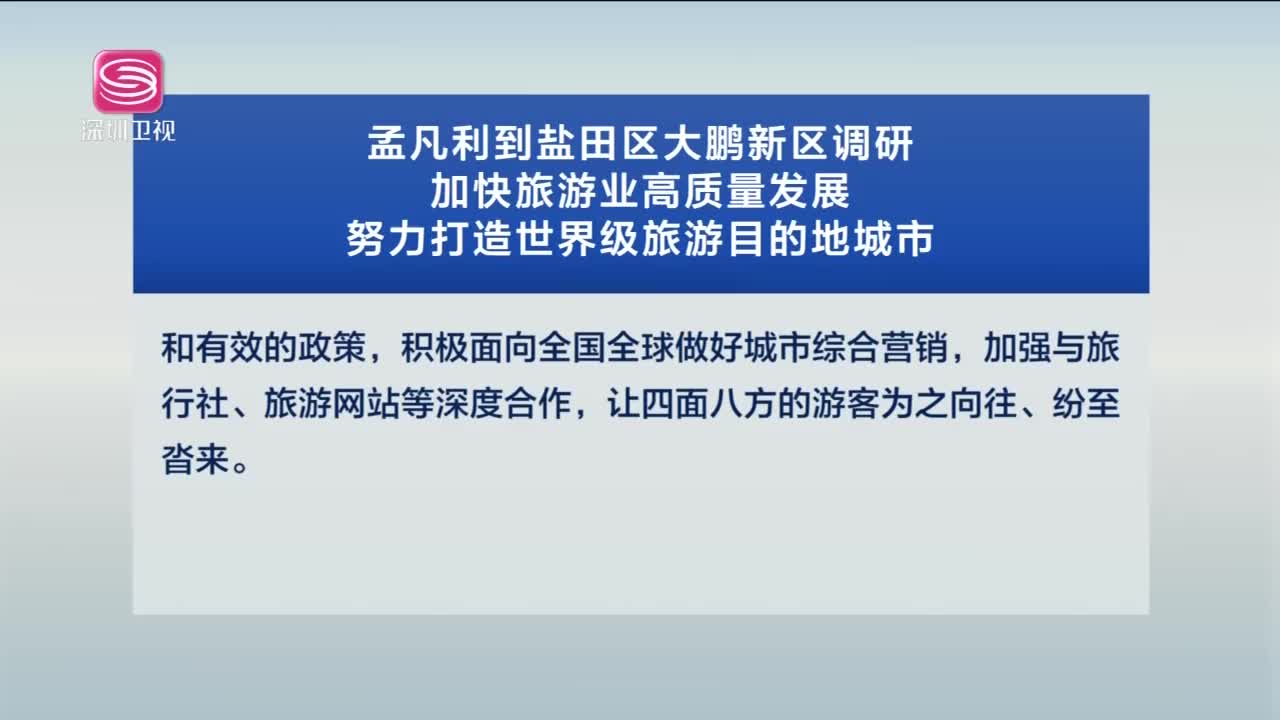 深圳卫视
孟凡利到盐田区大鹏新区调研
加快旅游业高质量发展
努力打造世界级旅游目的地城市
和有效的政策，积极面向全国全球做好城市综合营销，加强与旅
行社、旅游网站等深度合作，让四面八方的游客为之向往、纷至
沓来。